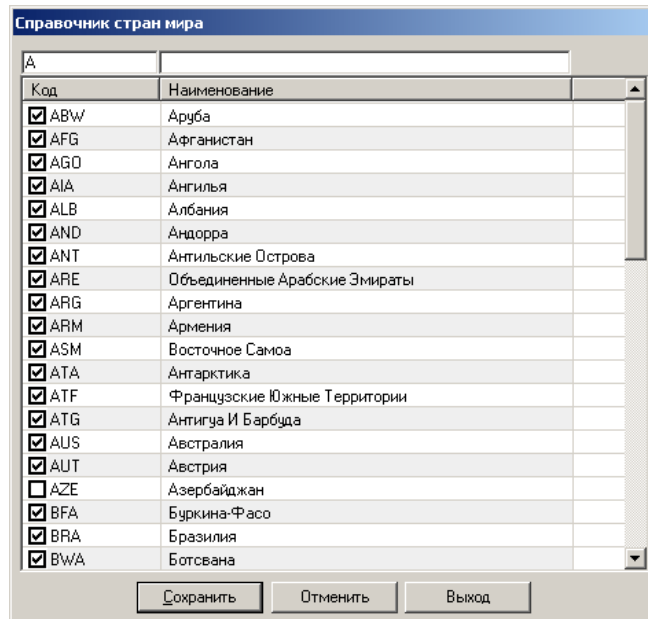 Справочник стран мира
A
Код Наименование
ABW Аруба
AFG Афганистан
AGO Ангола
AIA Ангилья
ALB Албания
AND Андорра
ANT Антильские Острова
ARE Объединенные Арабские Эмираты
ARG Аргентина
ARM Армения
ASM Восточное Самоа
ATA Антарктика
ATF Французские Южные Территории
ATG Антигуа И Барбуда
AUS Австралия
AUT Австрия
AZE Азербайджан
BFA Буркина-Фасо
BRA Бразилия
BWA Ботсвана
Сохранить Отменить Выход